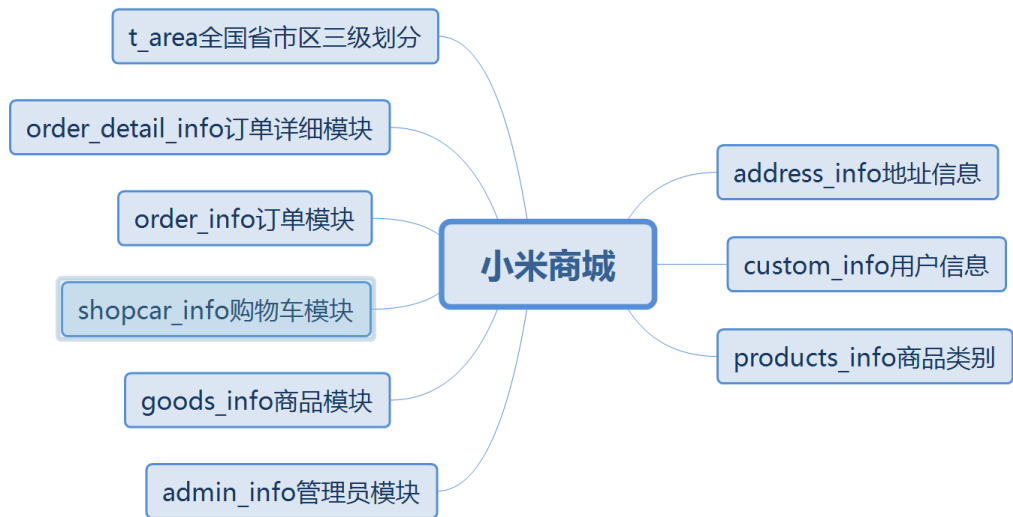 t_area全国省市区三级划分
order_detail_info订单详细模块
order_info订单模块
shopcar_info购物车模块
goods_info商品模块
admin_info管理员模块
小米商城
address_info地址信息
custom_info用户信息
products_info商品类别